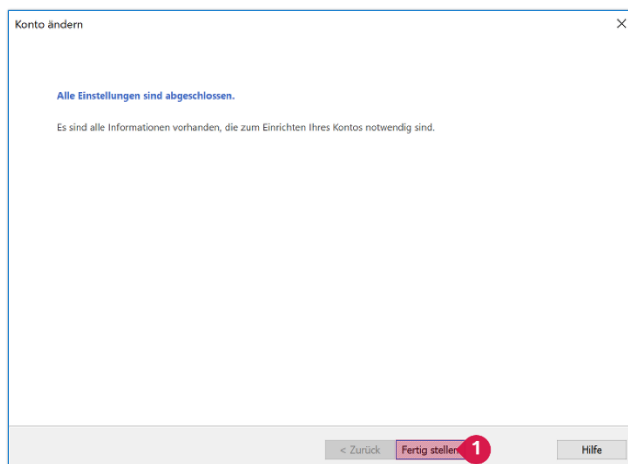 Konto ändern
Alle Einstellungen sind abgeschlossen.
Es sind alle Informationen vorhanden, die zum Einrichten Ihres Kontos notwendig sind.
< Zurück Fertig stellen 1 Hilfe